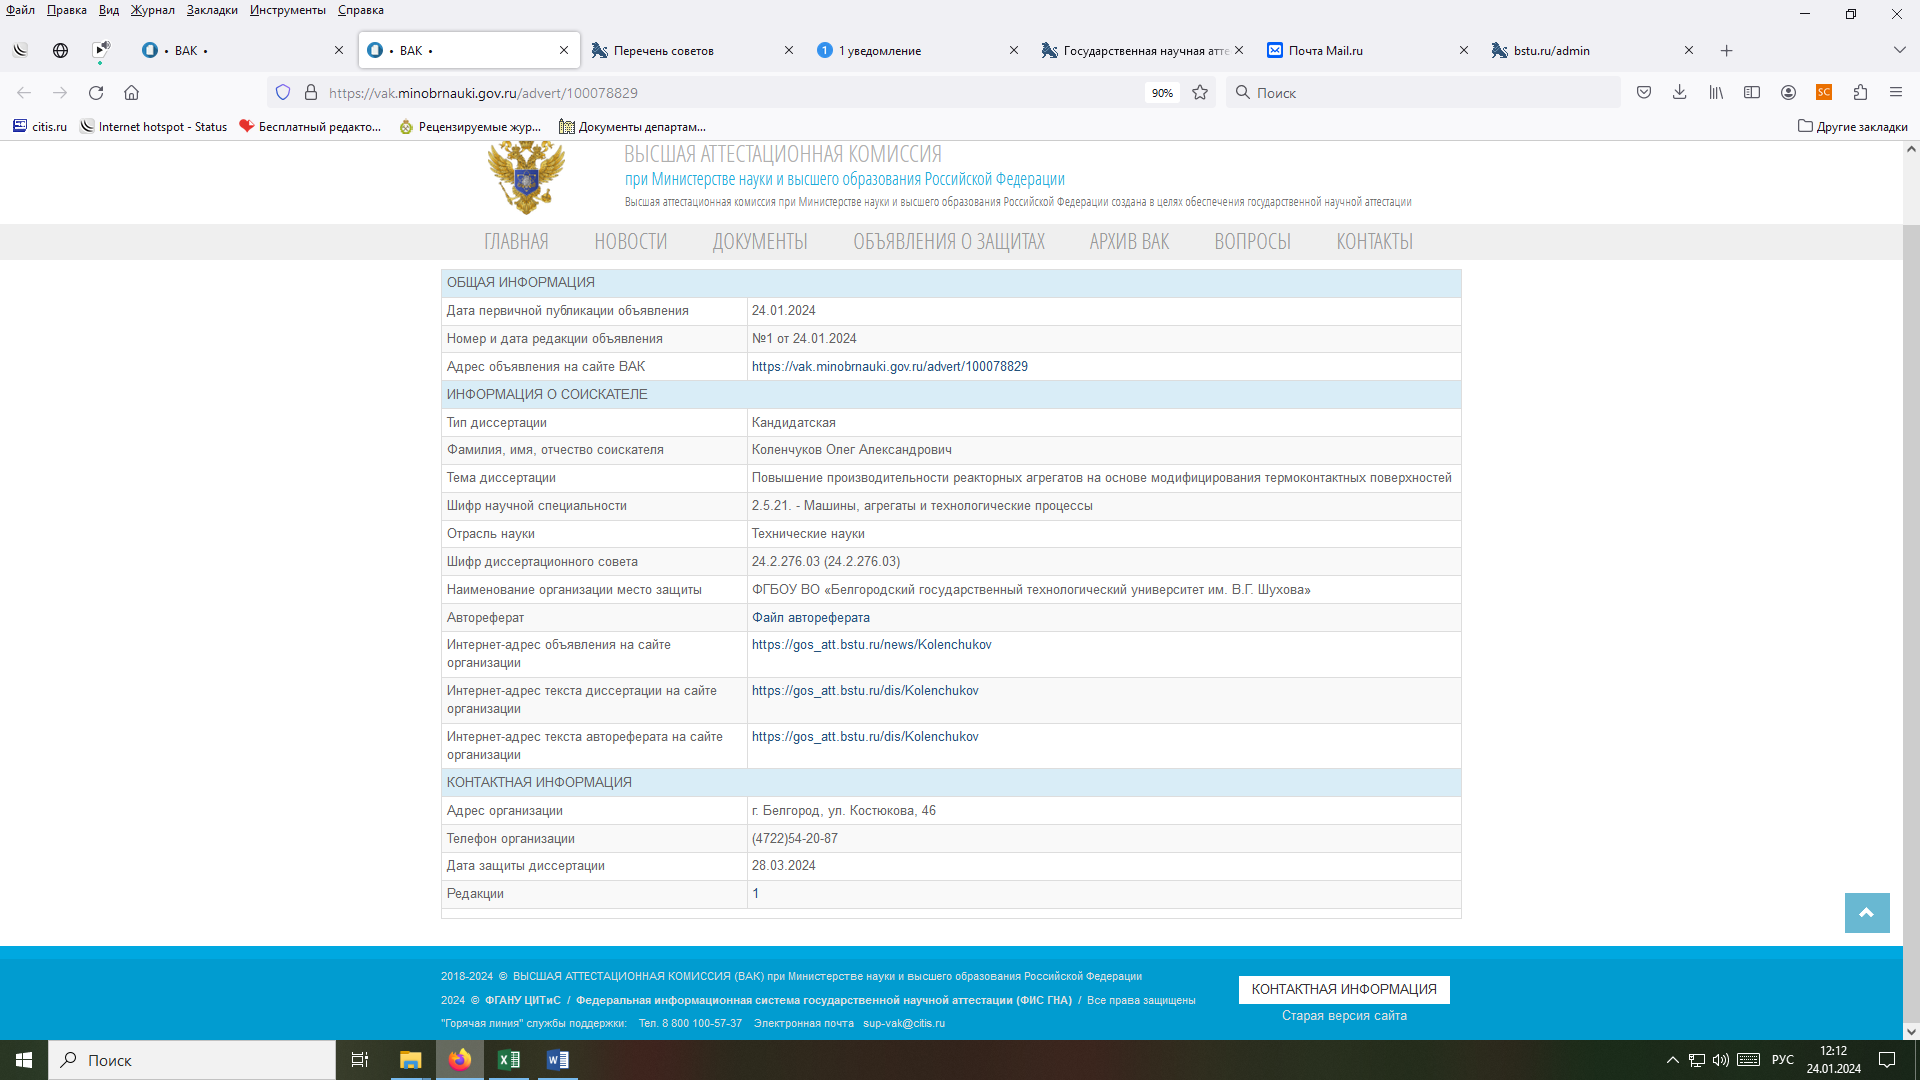 Файл Правка Вид Журнал Закладки Инструменты Справка
• ВАК •
• ВАК •
Перечень советов
1 уведомление
Государственная научная атте
Почта Mail.ru
bstu.ru/admin
https://vak.minobrnauki.gov.ru/advert/100078829
90%
Поиск
SC
citis.ru
Internet hotspot - Status
Бесплатный редакто...
Рецензируемые жур...
Документы департам...
Другие закладки
ВЫСШАЯ АТТЕСТАЦИОННАЯ КОМИССИЯ
при Министерстве науки и высшего образования Российской Федерации
Высшая аттестационная комиссия при Министерстве науки и высшего образования Российской Федерации создана в целях обеспечения государственной научной аттестации
ГЛАВНАЯ НОВОСТИ ДОКУМЕНТЫ ОБЪЯВЛЕНИЯ О ЗАЩИТАХ АРХИВ ВАК ВОПРОСЫ КОНТАКТЫ
ОБЩАЯ ИНФОРМАЦИЯ
Дата первичной публикации объявления 24.01.2024
Номер и дата редакции объявления №1 от 24.01.2024
Адрес объявления на сайте ВАК https://vak.minobrnauki.gov.ru/advert/100078829
ИНФОРМАЦИЯ О СОИСКАТЕЛЕ
Тип диссертации Кандидатская
Фамилия, имя, отчество соискателя Коленчуков Олег Александрович
Тема диссертации Повышение производительности реакторных агрегатов на основе модифицирования термоконтактных поверхностей
Шифр научной специальности 2.5.21. - Машины, агрегаты и технологические процессы
Отрасль науки Технические науки
Шифр диссертационного совета 24.2.276.03 (24.2.276.03)
Наименование организации место защиты ФГБОУ ВО «Белгородский государственный технологический университет им. В.Г. Шухова»
Автореферат Файл автореферата
Интернет-адрес объявления на сайте https://gos_att.bstu.ru/news/Kolenchukov
организации
Интернет-адрес текста диссертации на сайте https://gos_att.bstu.ru/dis/Kolenchukov
организации
Интернет-адрес текста автореферата на сайте https://gos_att.bstu.ru/dis/Kolenchukov
организации
КОНТАКТНАЯ ИНФОРМАЦИЯ
Адрес организации г. Белгород, ул. Костюкова, 46
Телефон организации (4722)54-20-87
Дата защиты диссертации 28.03.2024
Редакции 1
2018-2024 © ВЫСШАЯ АТТЕСТАЦИОННАЯ КОМИССИЯ (ВАК) при Министерстве науки и высшего образования Российской Федерации
2024 © ФГАНУ ЦИТиС / Федеральная информационная система государственной научной аттестации (ФИС ГНА) / Все права защищены
"Горячая линия" службы поддержки: Тел. 8 800 100-57-37 Электронная почта sup-vak@citis.ru
КОНТАКТНАЯ ИНФОРМАЦИЯ
Старая версия сайта
Поиск
РУС
12:12
24.01.2024